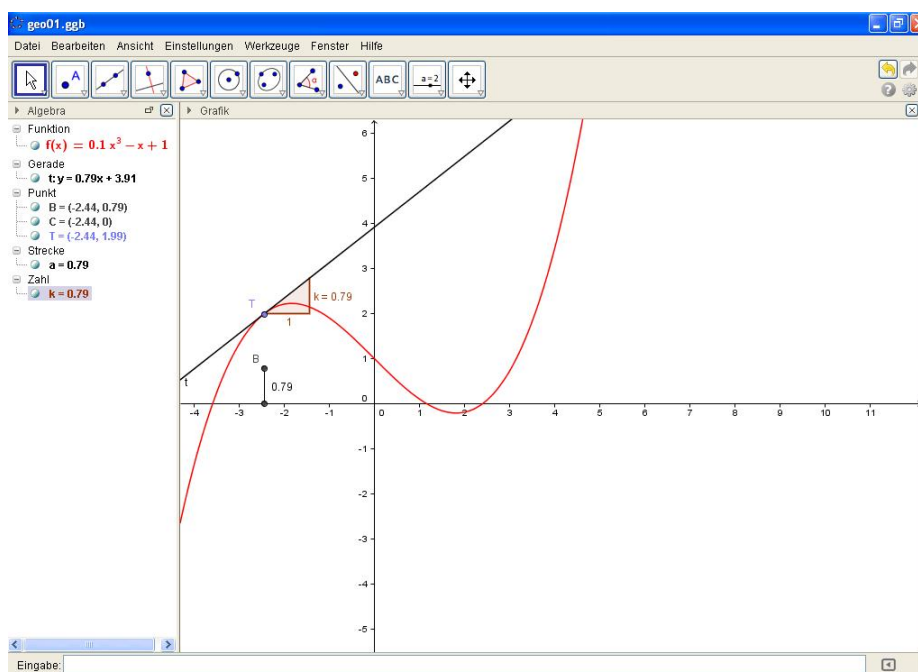 geo01.ggb
Datei Bearbeiten Ansicht Einstellungen Werkzeuge Fenster Hilfe
A α ABC a=2
Algebra
Grafik
Funktion
f(x) = 0.1 x³ − x + 1
Gerade
t: y = 0.79x + 3.91
Punkt
B = (-2.44, 0.79)
C = (-2.44, 0)
T = (-2.44, 1.99)
Strecke
a = 0.79
Zahl
k = 0.79
6
5
4
3
2
1
0
-1
-2
-3
-4
-5
T
k = 0.79
1
B
0.79
t
-4 -3 -2 -1 0 1 2 3 4 5 6 7 8 9 10 11
Eingabe: